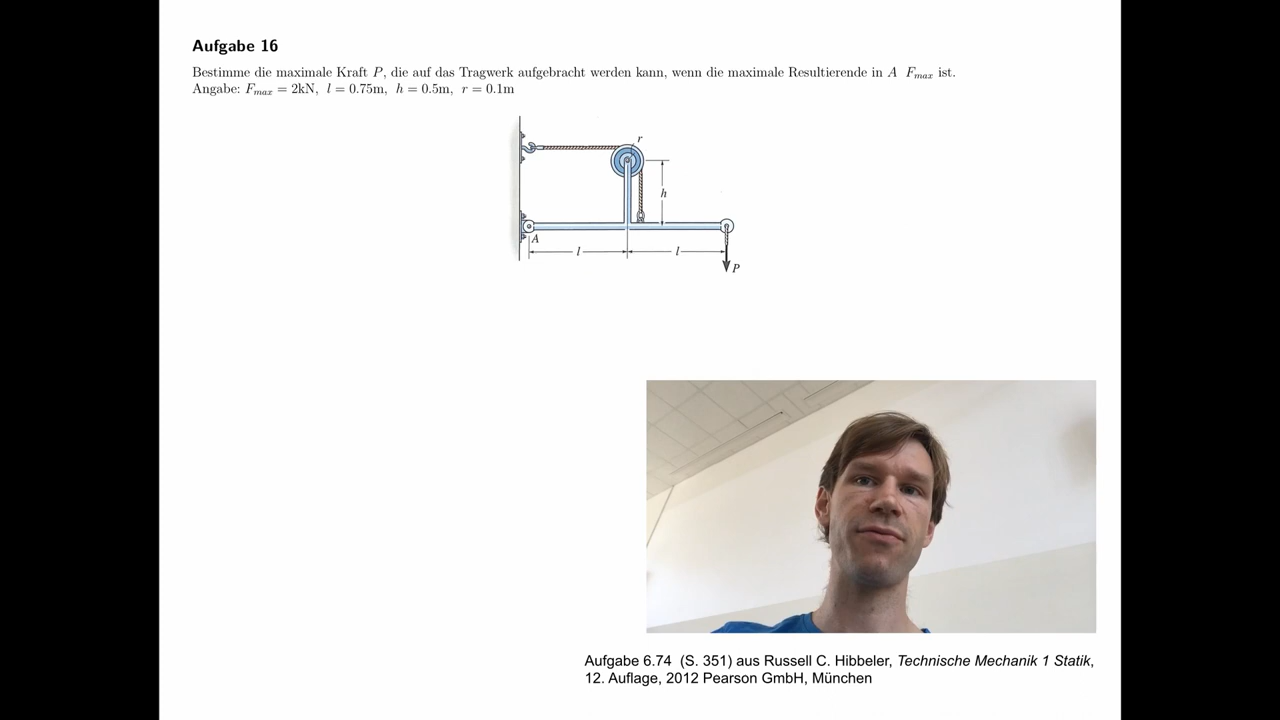 Aufgabe 16
Bestimme die maximale Kraft P, die auf das Tragwerk aufgebracht werden kann, wenn die maximale Resultierende in A F_max ist.
Angabe: F_max = 2kN, l = 0.75m, h = 0.5m, r = 0.1m
r
h
A
l
l
P
Aufgabe 6.74 (S. 351) aus Russell C. Hibbeler, Technische Mechanik 1 Statik,
12. Auflage, 2012 Pearson GmbH, München